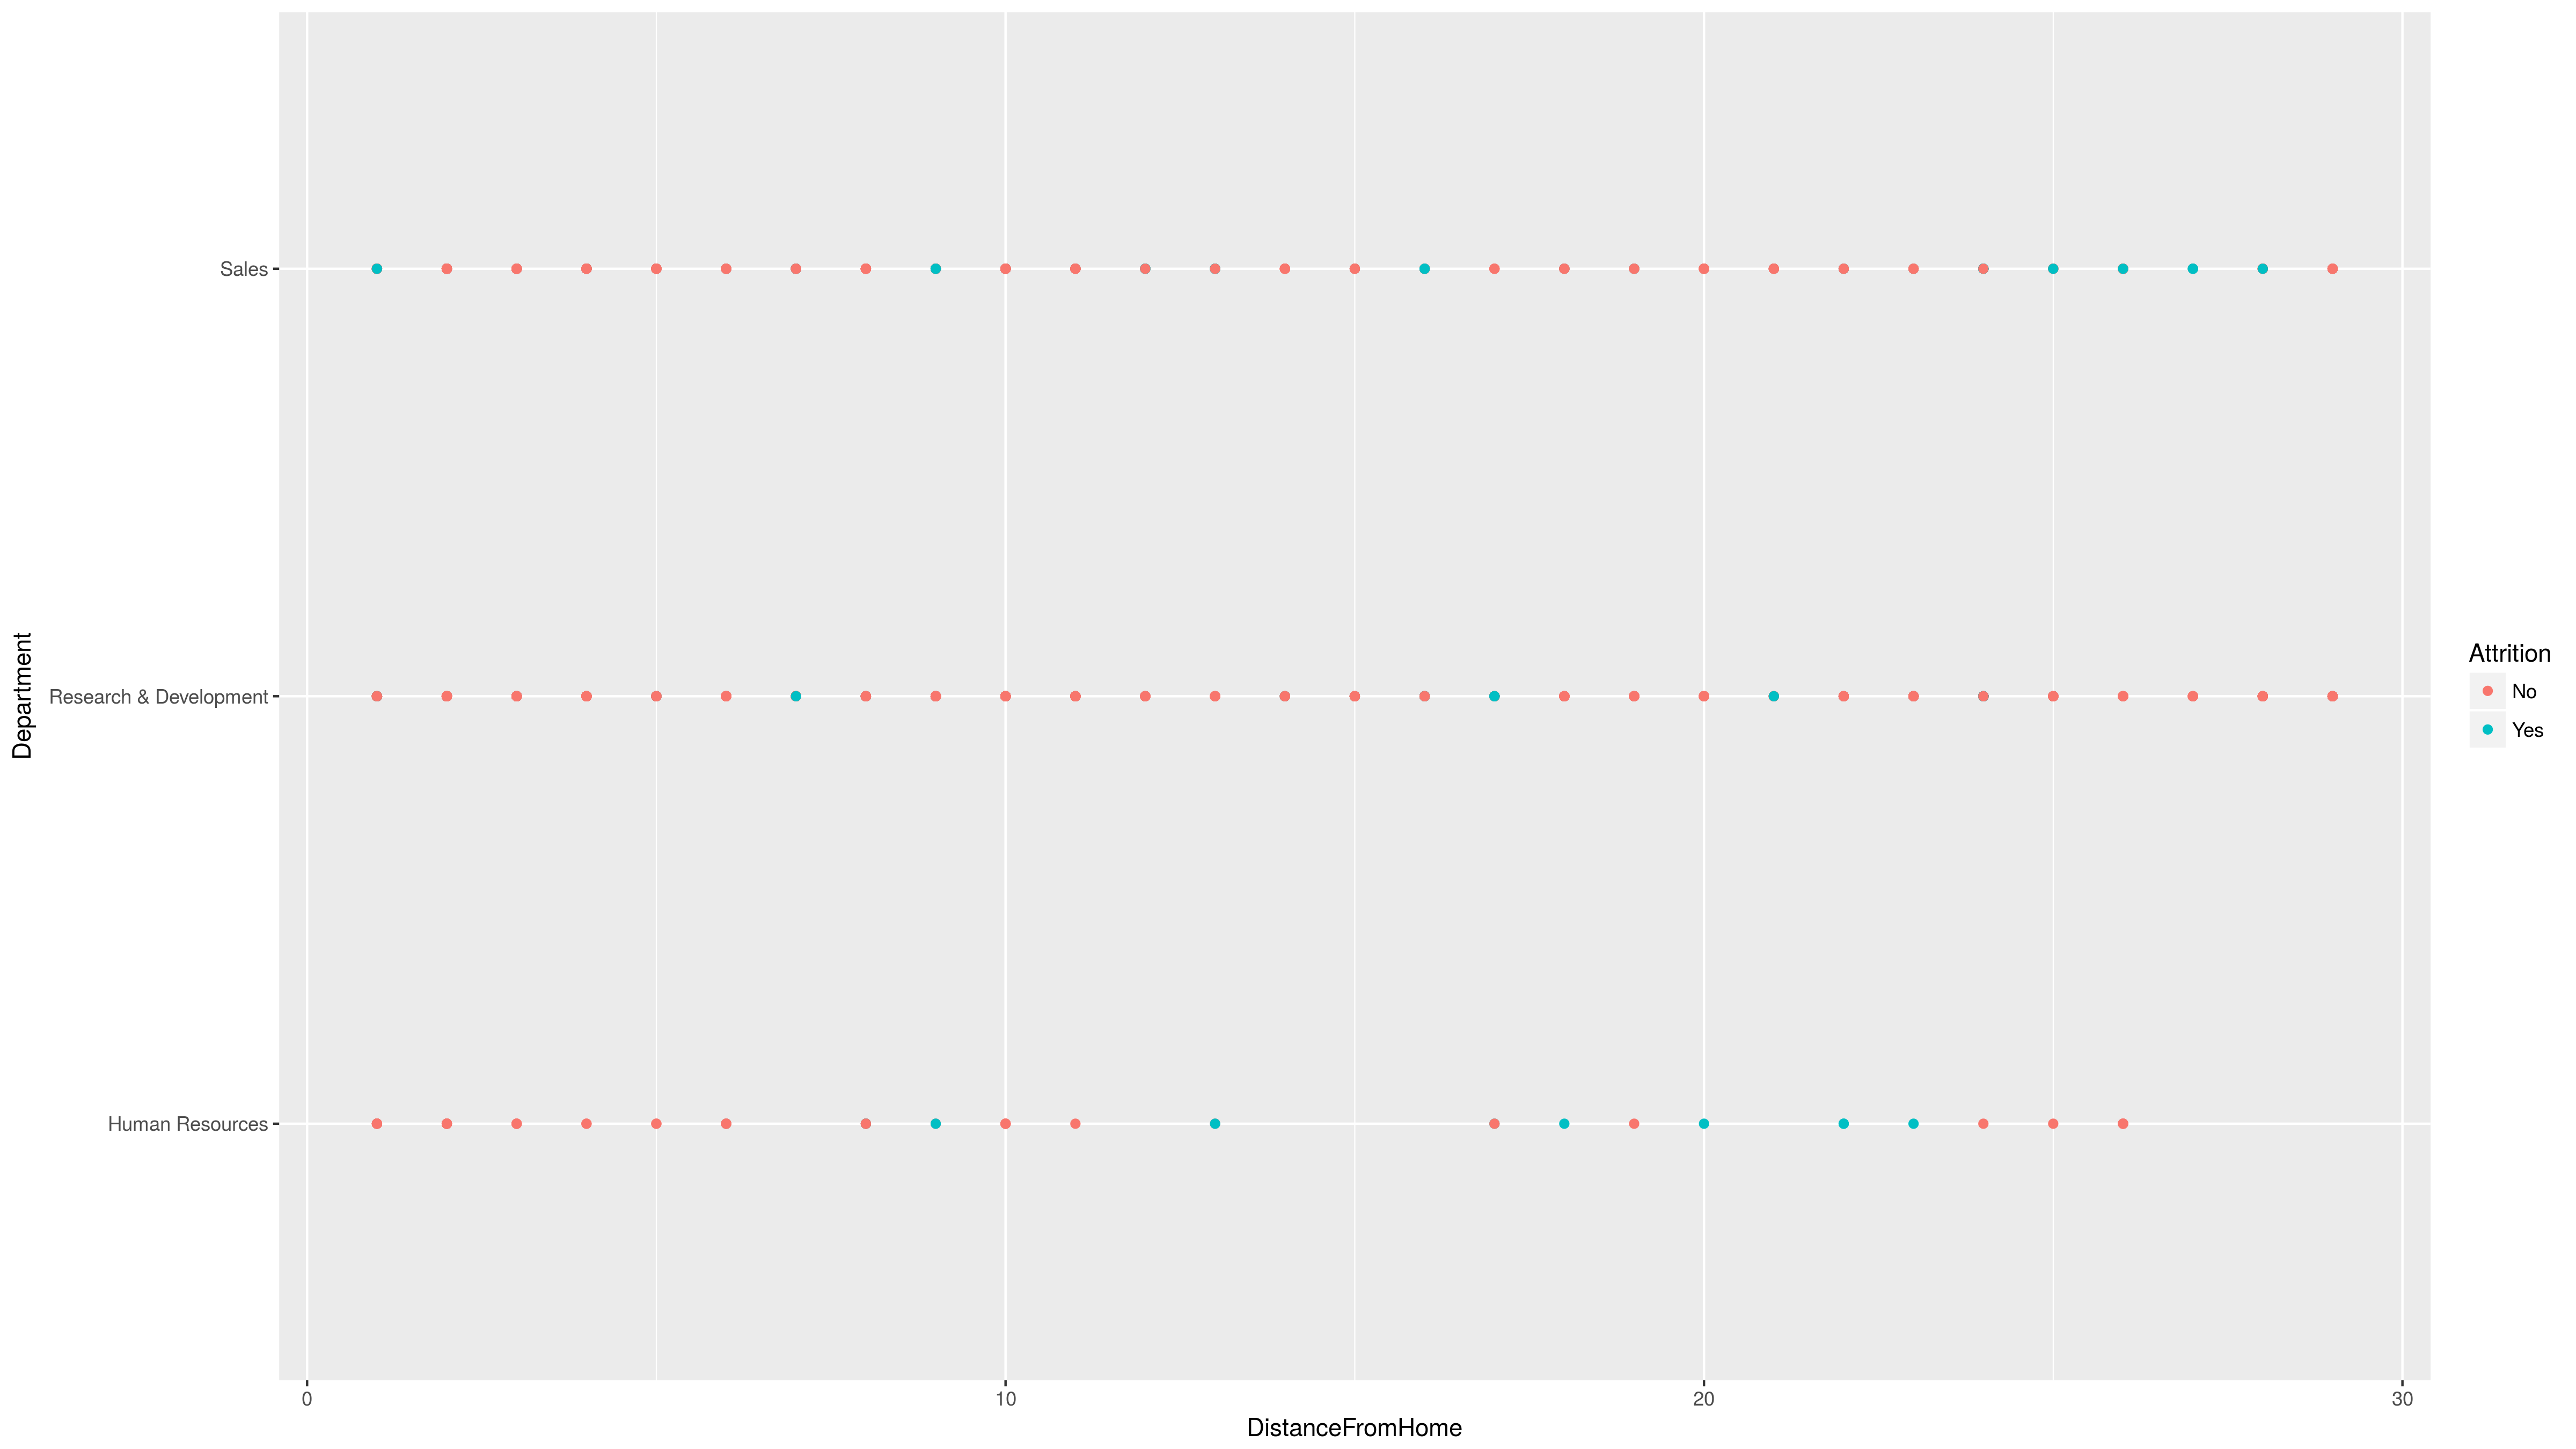 Sales
Research & Development
Human Resources
Department
0
10
20
30
DistanceFromHome
Attrition
No
Yes